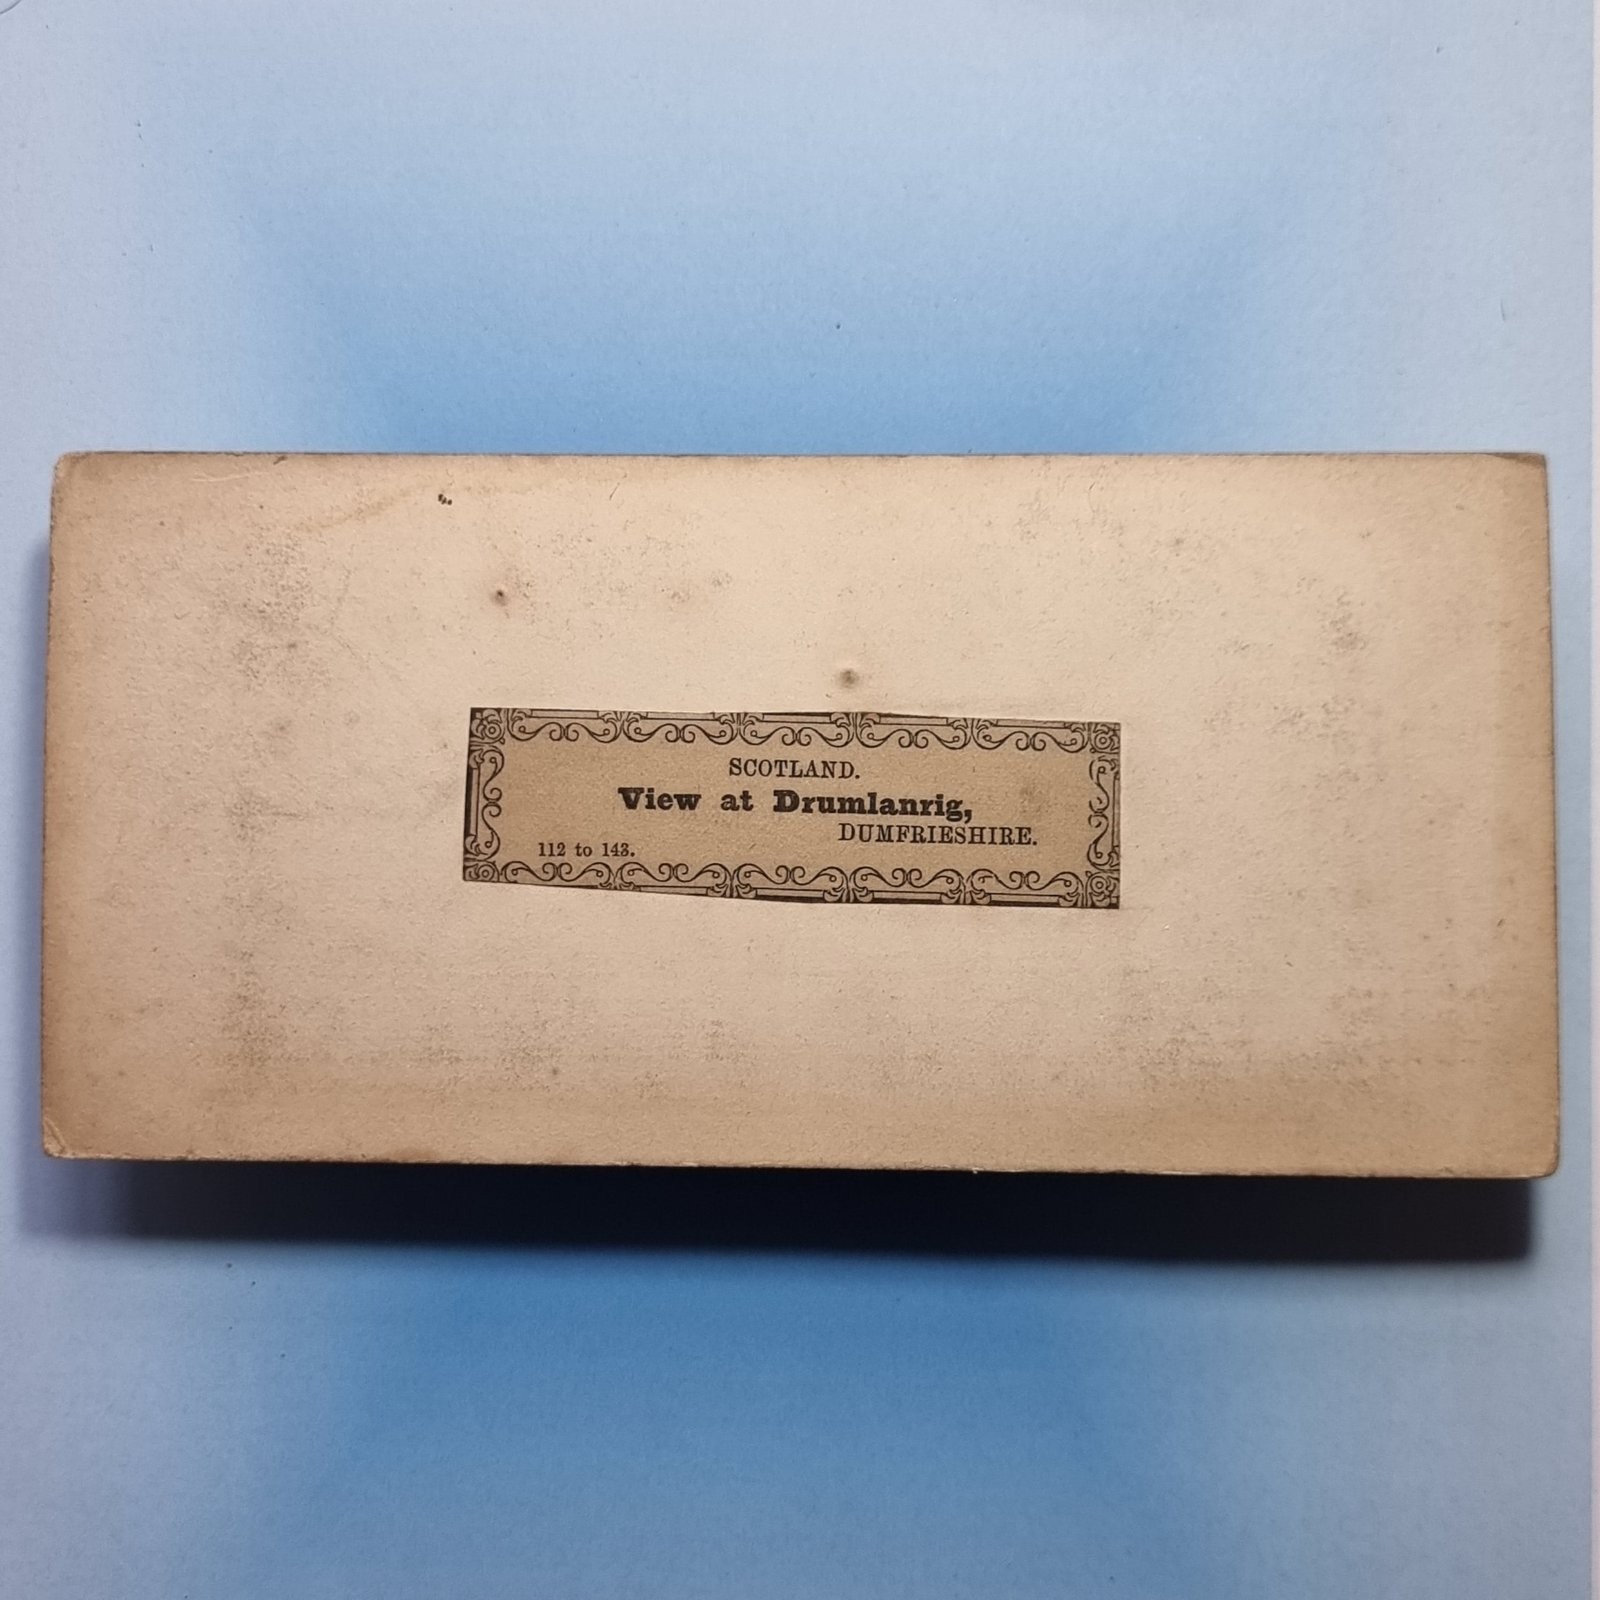 SCOTLAND.
View at Drumlanrig,
DUMFRIESHIRE.
112 to 143.